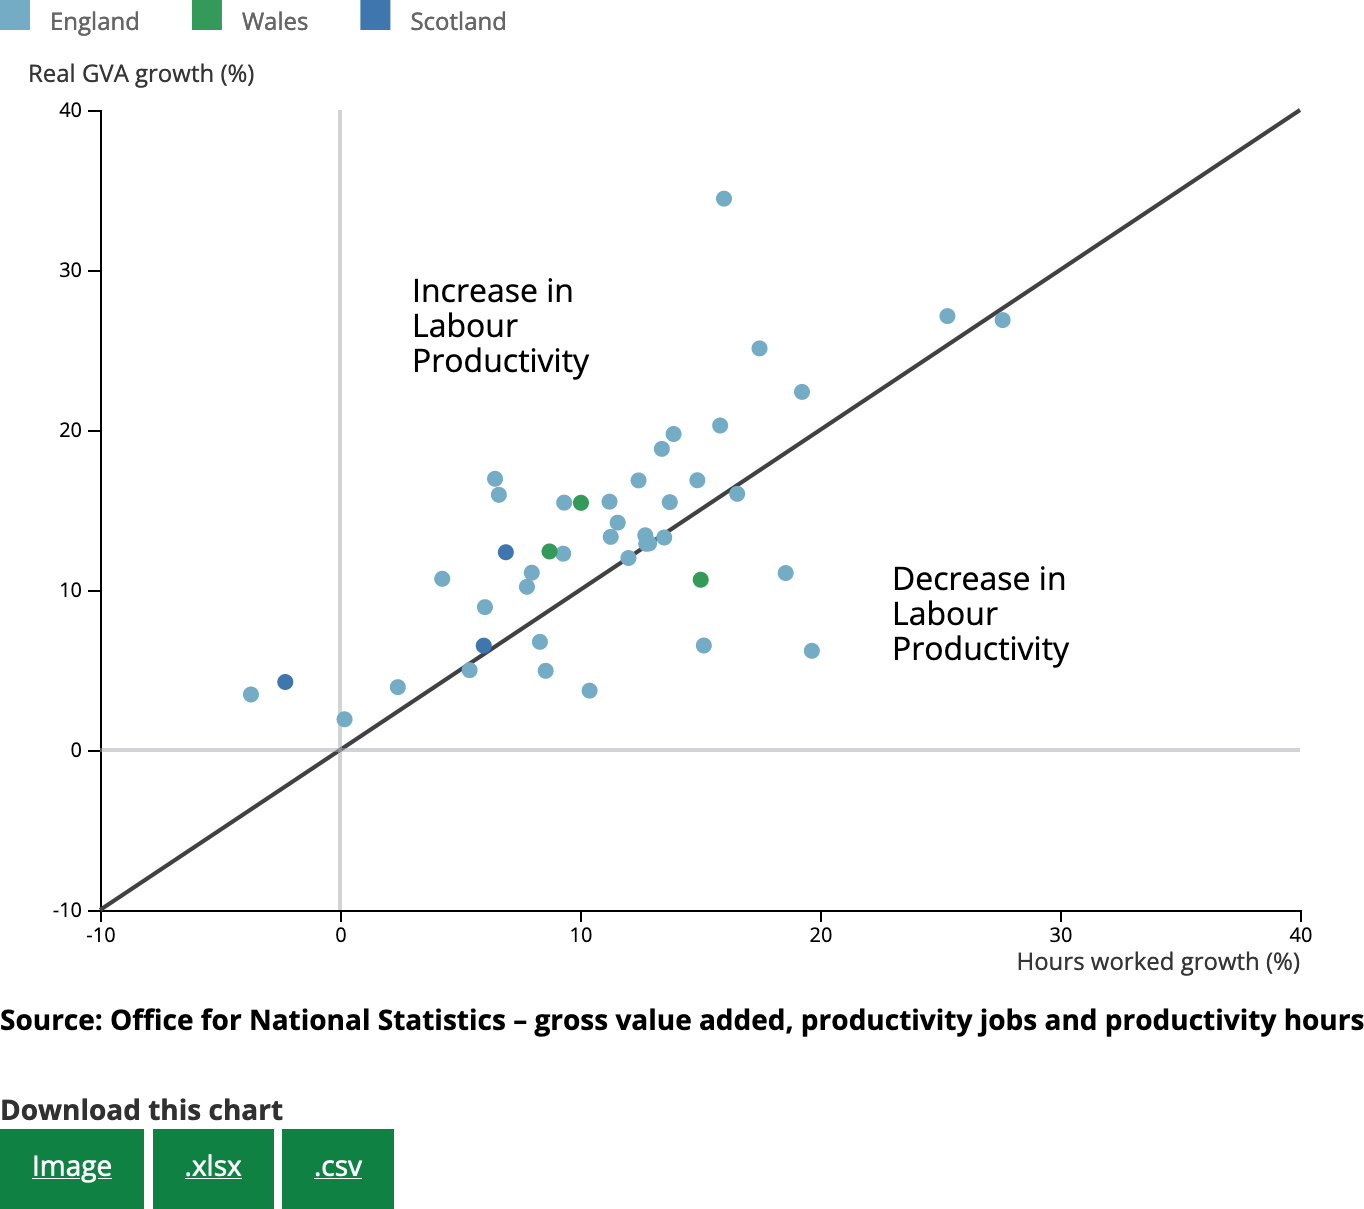 England Wales Scotland
Real GVA growth (%)
40
30
Increase in
Labour
Productivity
20
10
Decrease in
Labour
Productivity
0
-10
-10 0 10 20 30 40
Hours worked growth (%)
Source: Office for National Statistics – gross value added, productivity jobs and productivity hours
Download this chart
Image .xlsx .csv